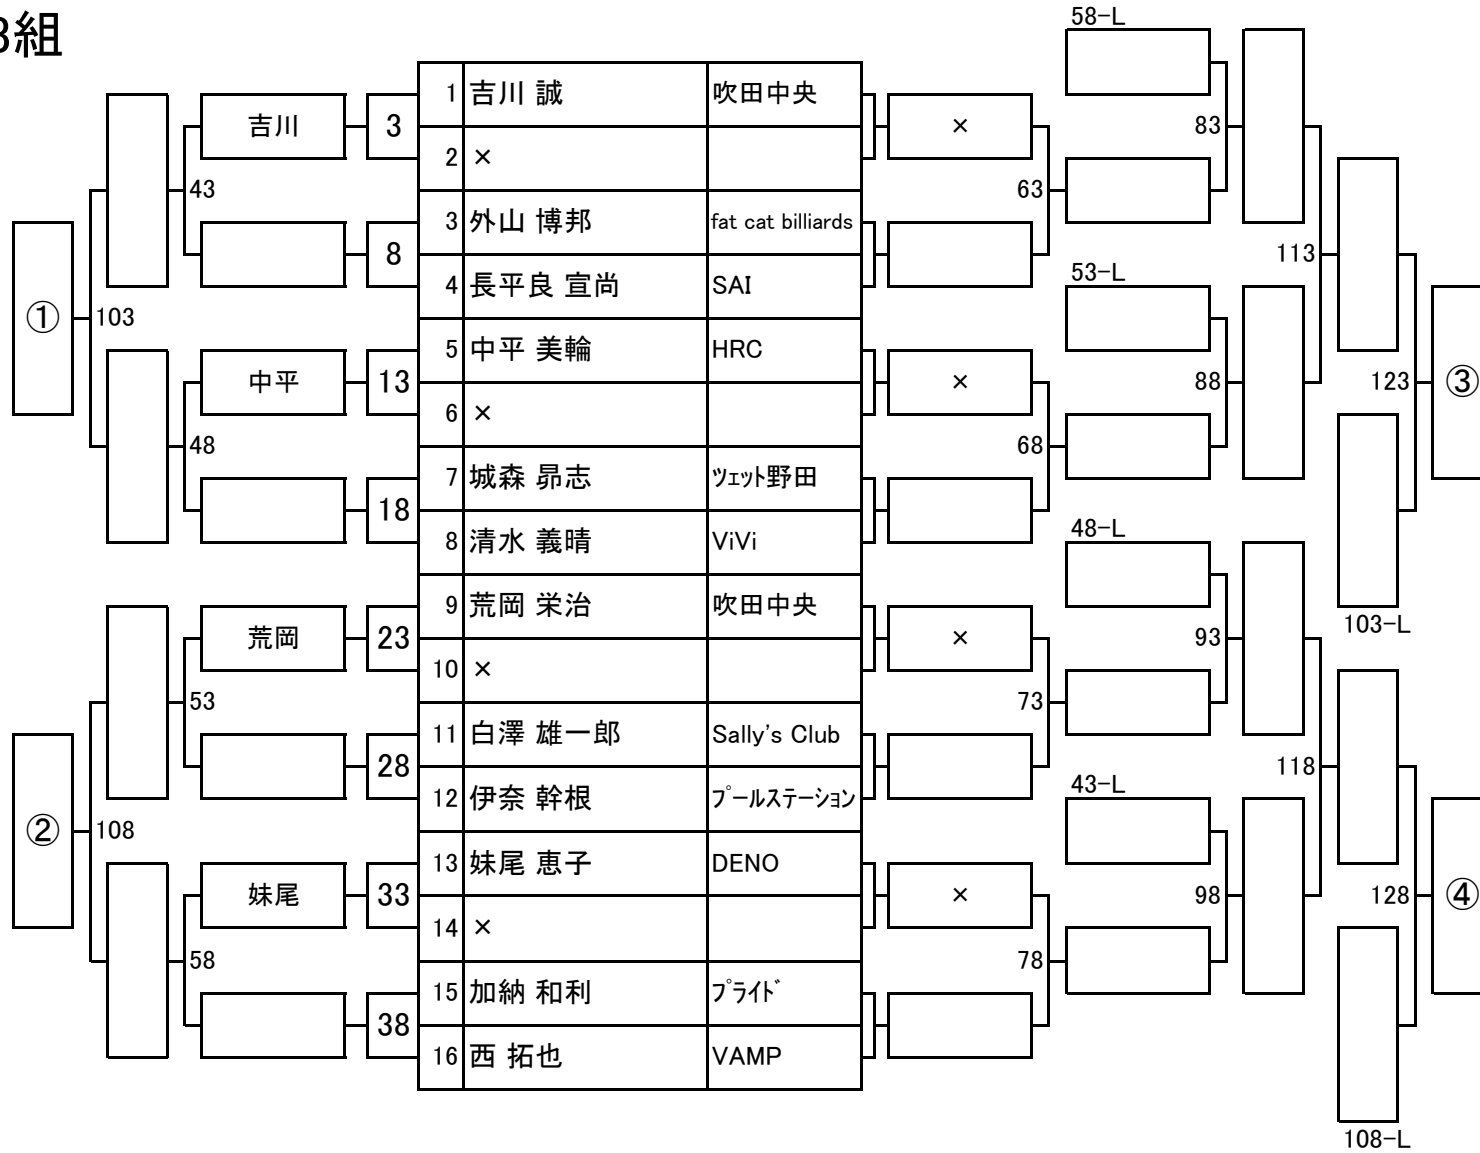 3組
1 吉川 誠 吹田中央
2 ×
3 外山 博邦 fat cat billiards
4 長平良 宣尚 SAI
5 中平 美輪 HRC
6 ×
7 城森 昴志 ツェット野田
8 清水 義晴 ViVi
9 荒岡 栄治 吹田中央
10 ×
11 白澤 雄一郎 Sally's Club
12 伊奈 幹根 プールステーション
13 妹尾 恵子 DENO
14 ×
15 加納 和利 プライド
16 西 拓也 VAMP
吉川 3
8
中平 13
18
荒岡 23
28
妹尾 33
38
43
48
53
58
103
108
①
②
×
×
×
×
63
68
73
78
58-L
53-L
48-L
43-L
83
88
93
98
113
118
103-L
108-L
123
128
③
④